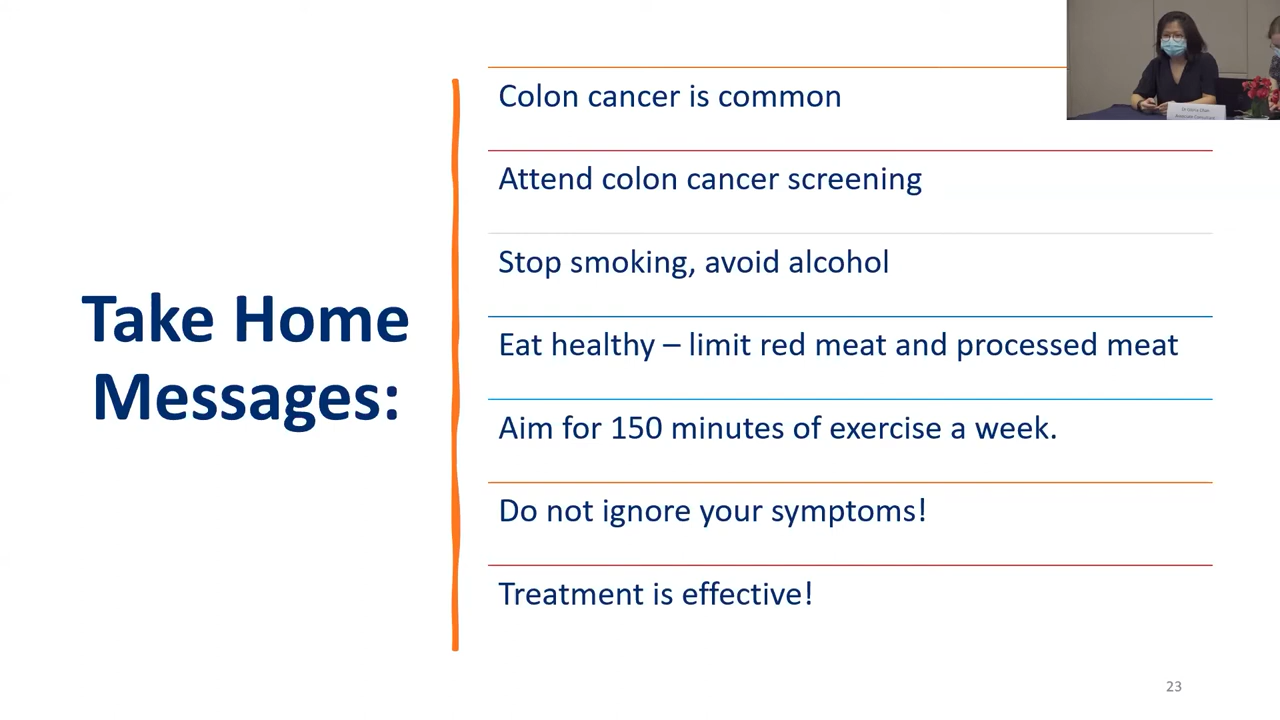 Take Home
Messages:
Colon cancer is common
Attend colon cancer screening
Stop smoking, avoid alcohol
Eat healthy – limit red meat and processed meat
Aim for 150 minutes of exercise a week.
Do not ignore your symptoms!
Treatment is effective!
23